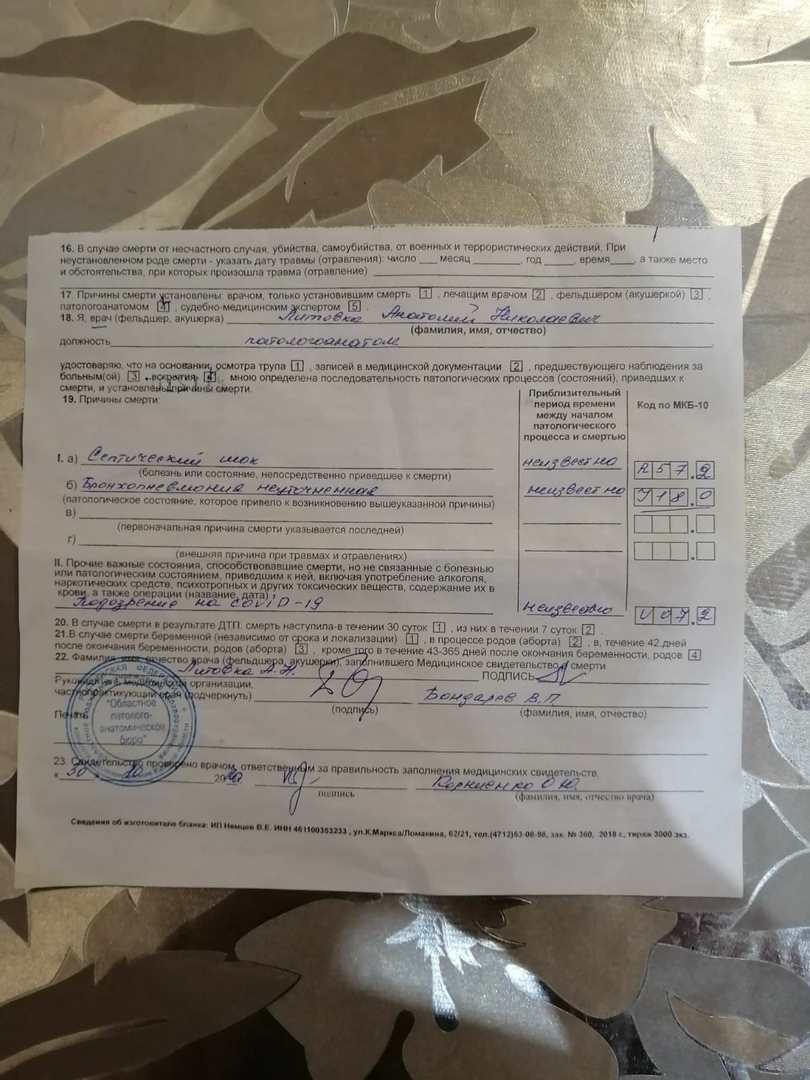 16. В случае смерти от несчастного случая, убийства, самоубийства, от военных и террористических действий. При
неустановленном роде смерти - указать дату травмы (отравления): число ___ месяц ________, год _____, время____, а также место
и обстоятельства, при которых произошла травма (отравление)
17. Причины смерти установлены: врачом, только установившим смерть 1 , лечащим врачом 2 , фельдшером (акушеркой) 3 ,
патологоанатомом 4 , судебно-медицинским экспертом 5 .
18. Я, врач (фельдшер, акушерка) Литовка Анатолий Николаевич
(фамилия, имя, отчество)
должность патологоанатом
удостоверяю, что на основании, осмотра трупа 1 , записей в медицинской документации 2 , предшествующего наблюдения за
больным(ой) 3 , вскрытия 4 , мною определена последовательность патологических процессов (состояний), приведших к
смерти, и установлены причины смерти.
19. Причины смерти:
Приблизительный
период времени
между началом
патологического
процесса и смертью
Код по МКБ-10
I. а) Септический шок неизвестно R57.2
(болезнь или состояние, непосредственно приведшее к смерти)
б) Бронхопневмония неуточненная неизвестно J18.0
(патологическое состояние, которое привело к возникновению вышеуказанной причины)
в)
(первоначальная причина смерти указывается последней)
г)
(внешняя причина при травмах и отравлениях)
II. Прочие важные состояния, способствовавшие смерти, но не связанные с болезнью
или патологическим состоянием, приведшим к ней, включая употребление алкоголя,
наркотических средств, психотропных и других токсических веществ, содержание их в
крови, а также операции (название, дата)
Подозрение на COVID-19 неизвестно U07.2
20. В случае смерти в результате ДТП. смерть наступила-в течении 30 суток 1 , из них в течении 7 суток 2 .
21.В случае смерти беременной (независимо от срока и локализации) 1 , в процессе родов (аборта) 2 , в, течение 42.дней
после окончания беременности, родов (аборта) 3 , кроме того в течение 43-365 дней после окончания беременности, родов 4
22. Фамилия, имя, отчество врача (фельдшера, акушерки), заполнившего Медицинское свидетельство о смерти
Литовка А.Н. ПОДПИСЬ
Руководитель медицинской организации,
частнопрактикующий врач (подчеркнуть) Бондарев В.П.
(подпись) (фамилия, имя, отчество)
Печать
"Областное
патолого-
анатомическое
бюро"
23 Свидетельство проверено врачом, ответственным за правильность заполнения медицинских свидетельств.
" 30 " 10 20 Корниенко О.Ю.
подпись (фамилия, имя, отчество врача)
Сведения об изготовителе бланка: ИП Немцев В.Е. ИНН 461100353233 , ул.К.Маркса/Ломакина, 62/21, тел.(4712)53-06-98, зак. № 360, 2018 г., тираж 3000 экз.